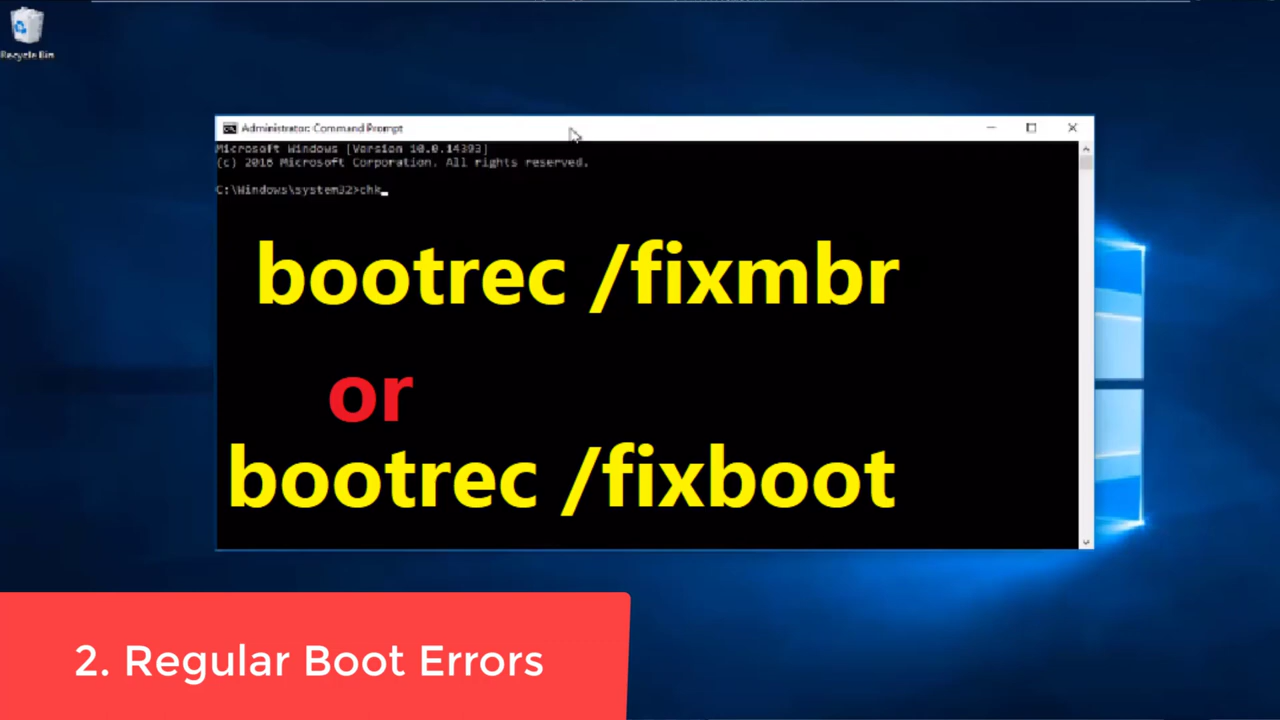 Recycle Bin
Administrator: Command Prompt
Microsoft Windows [Version 10.0.14393]
(c) 2016 Microsoft Corporation. All rights reserved.
C:\Windows\system32>chk
bootrec /fixmbr
or
bootrec /fixboot
2. Regular Boot Errors